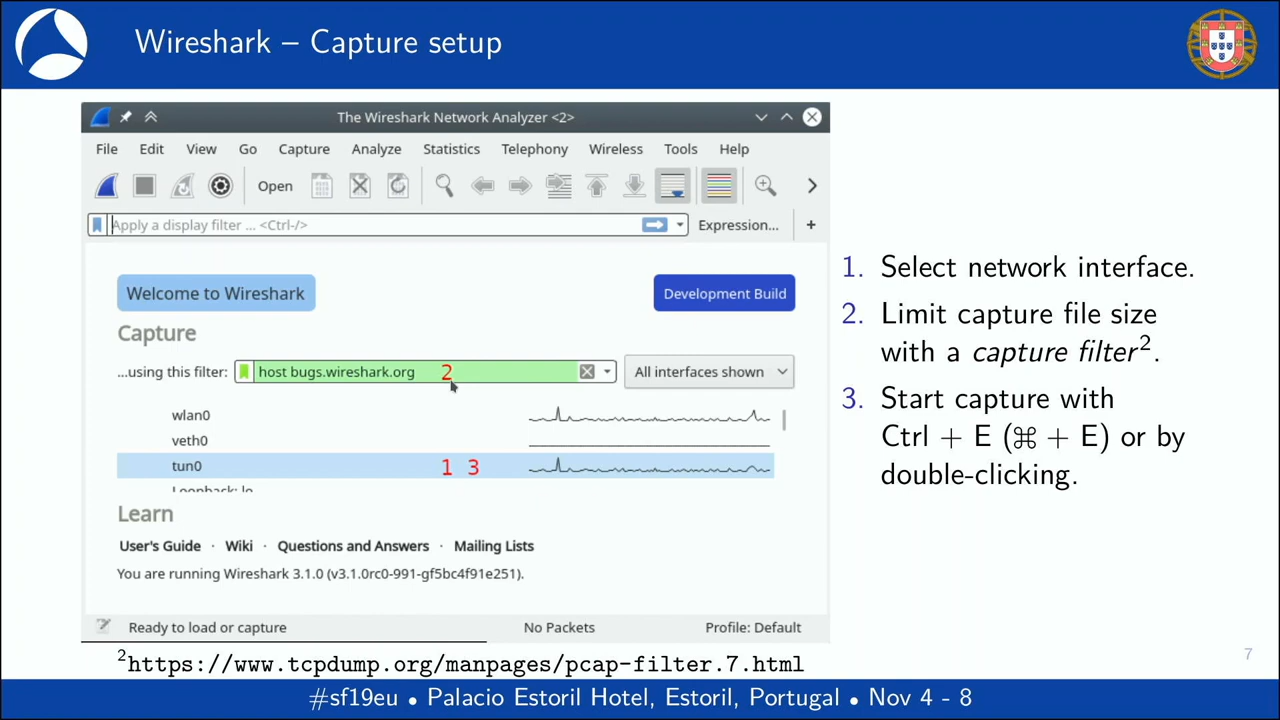 Wireshark – Capture setup
The Wireshark Network Analyzer <2>
File Edit View Go Capture Analyze Statistics Telephony Wireless Tools Help
Open
Apply a display filter ... <Ctrl-/> Expression... +
Welcome to Wireshark Development Build
Capture
...using this filter: host bugs.wireshark.org 2 All interfaces shown
wlan0
veth0
tun0 1 3
Loopback: lo
Learn
User's Guide · Wiki · Questions and Answers · Mailing Lists
You are running Wireshark 3.1.0 (v3.1.0rc0-991-gf5bc4f91e251).
Ready to load or capture No Packets Profile: Default
1. Select network interface.
2. Limit capture file size
with a capture filter².
3. Start capture with
Ctrl + E (⌘ + E) or by
double-clicking.
²https://www.tcpdump.org/manpages/pcap-filter.7.html
7
#sf19eu • Palacio Estoril Hotel, Estoril, Portugal • Nov 4 - 8